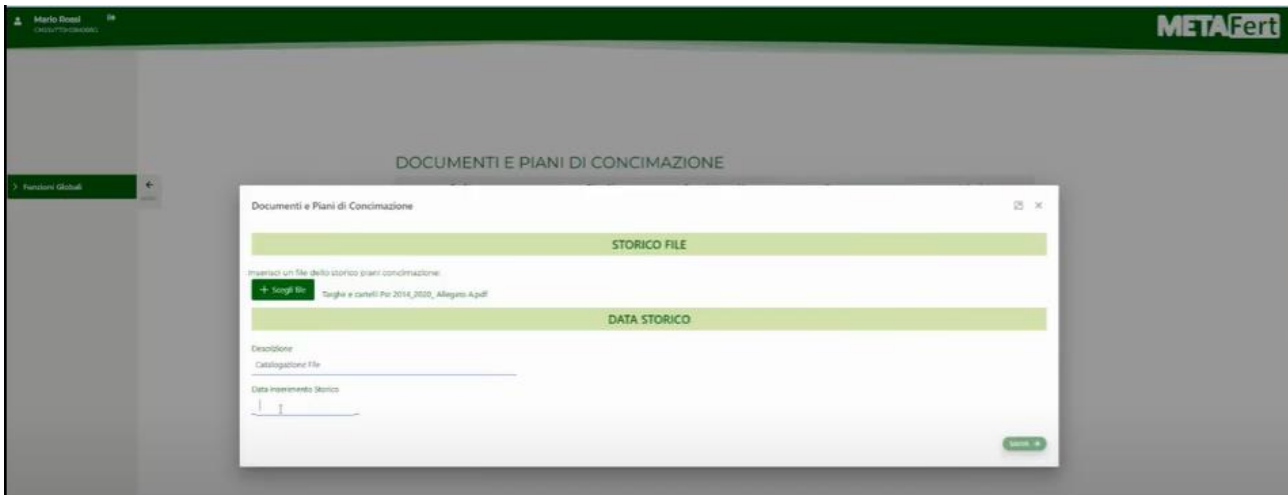 Mario Rossi
METAFert
DOCUMENTI E PIANI DI CONCIMAZIONE
Funzioni Globali
Documenti e Piani di Concimazione
STORICO FILE
Inserisci un file dello storico piani concimazione:
+ Scegli file
Targhe e cartelli Psr 2014_2020_ Allegato A.pdf
DATA STORICO
Descrizione
Catalogazione File
Data Inserimento Storico